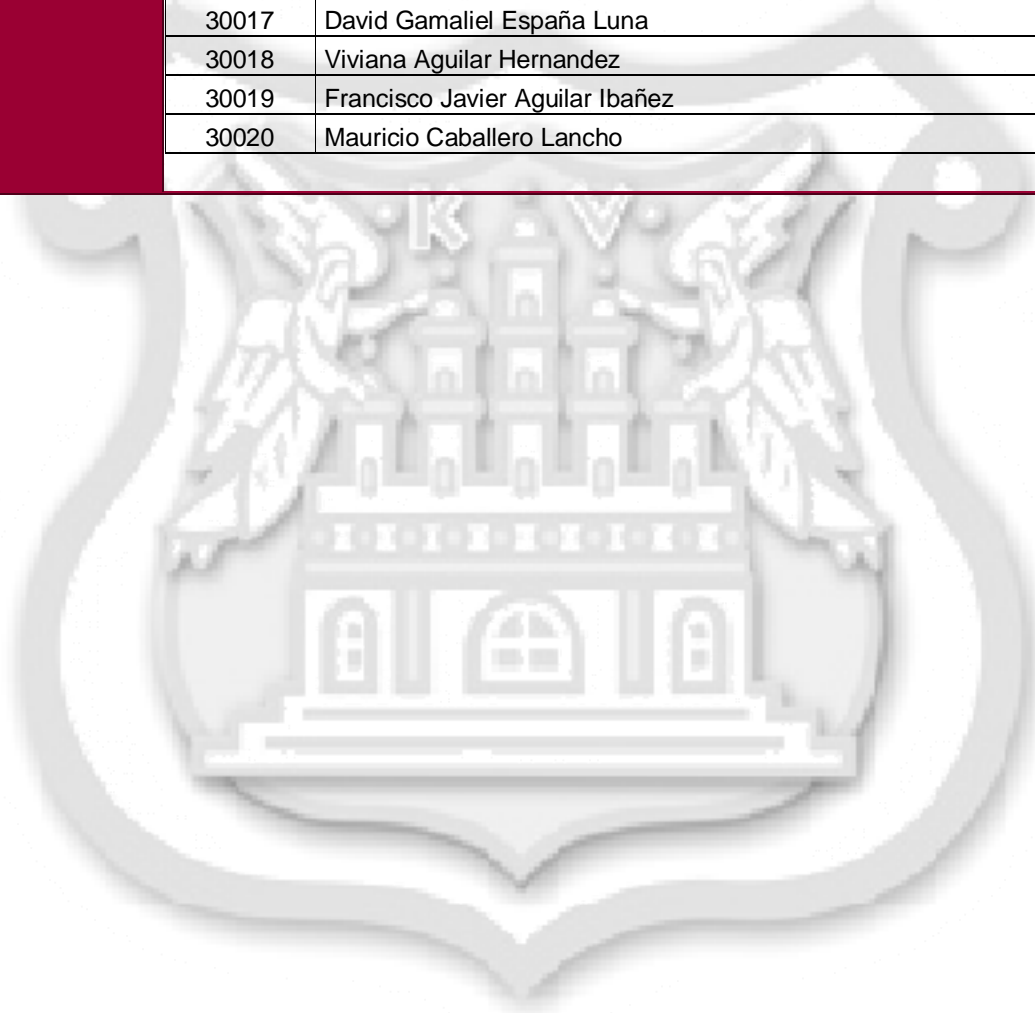 30017 David Gamaliel España Luna
30018 Viviana Aguilar Hernandez
30019 Francisco Javier Aguilar Ibañez
30020 Mauricio Caballero Lancho
K V